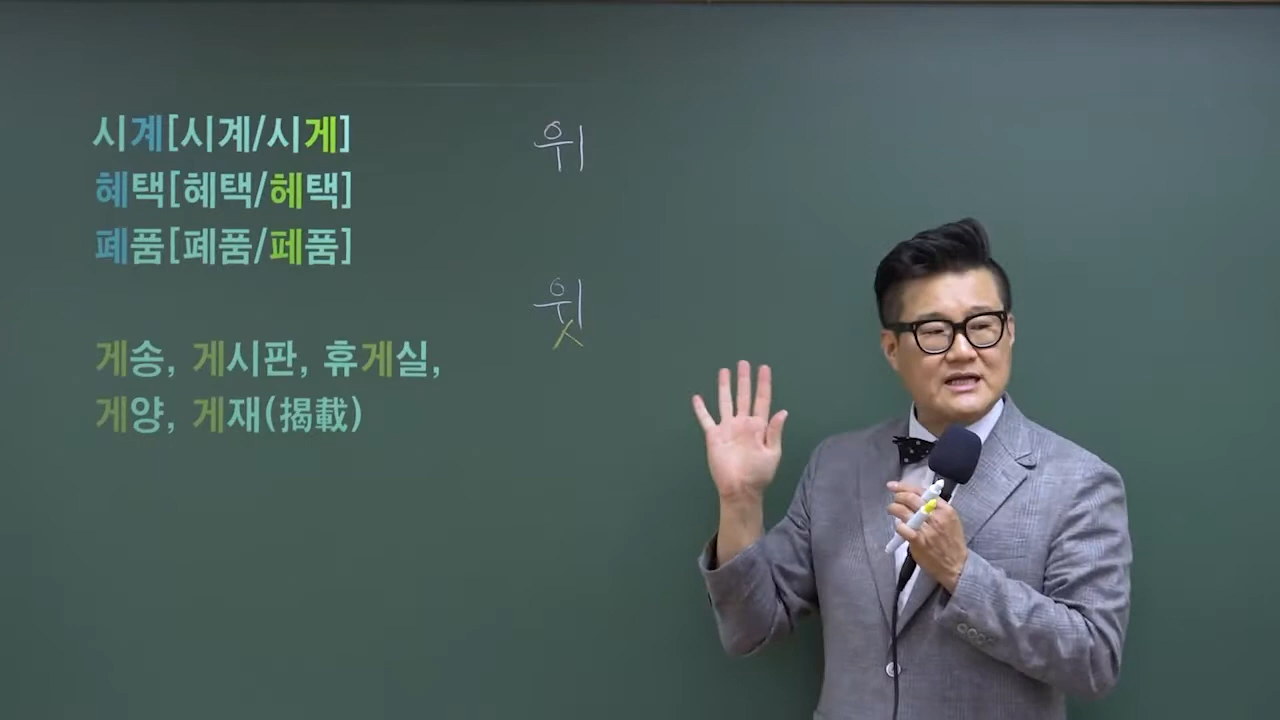 시계[시계/시게]
혜택[혜택/헤택]
폐품[폐품/페품]
게송, 게시판, 휴게실,
게양, 게재(揭載)
위
윗